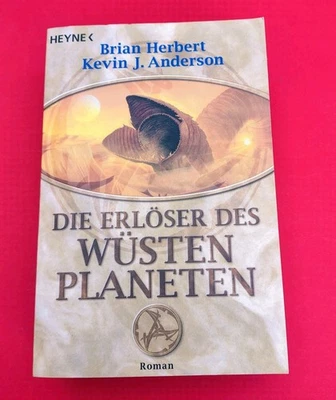 HEYNE <
Brian Herbert
Kevin J. Anderson
DIE ERLÖSER DES
WÜSTEN
PLANETEN
Roman